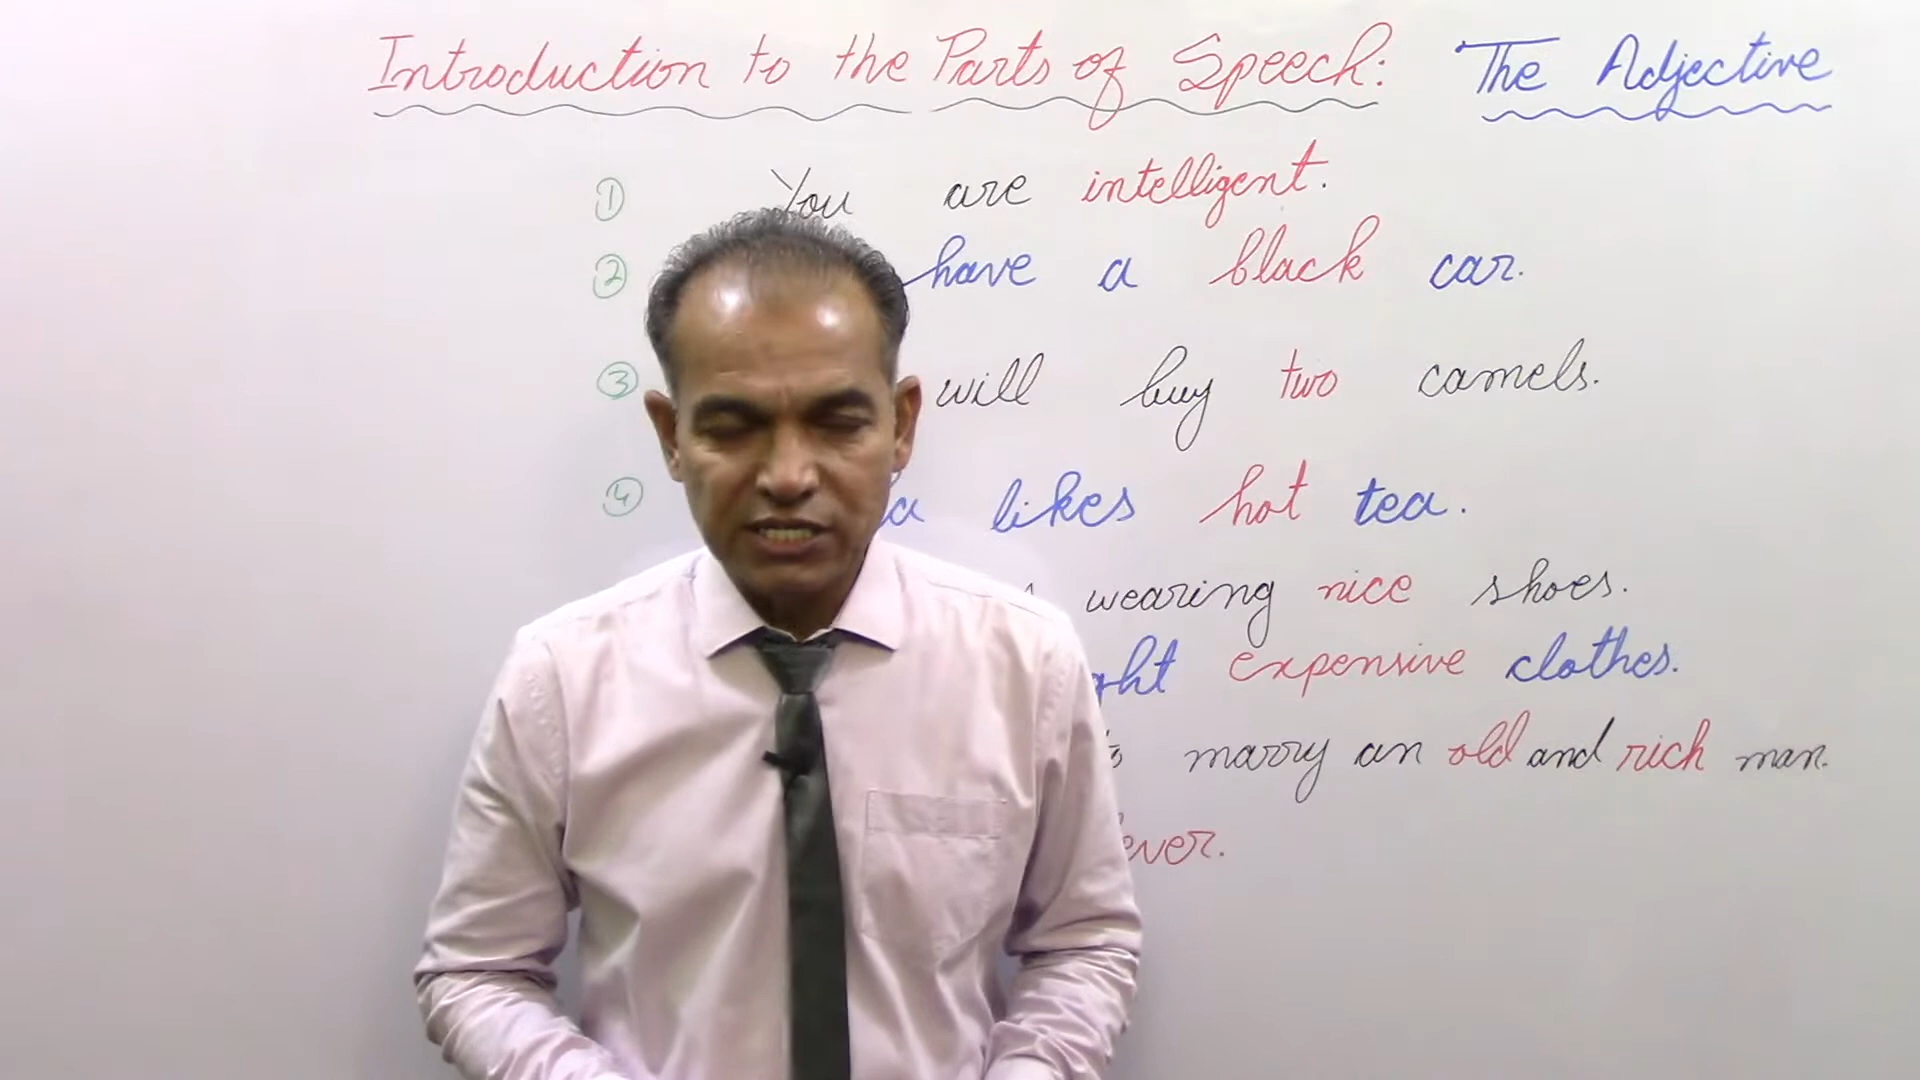 Introduction to the Parts of Speech: The Adjective
1 You are intelligent.
2 have a black car.
3 will buy two camels.
4 likes hot tea.
wearing nice shoes.
expensive clothes.
marry an old and rich man.